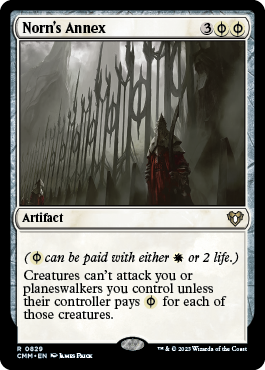 Norn's Annex 3
Artifact
( can be paid with either or 2 life.)
Creatures can't attack you or
planeswalkers you control unless
their controller pays for each of
those creatures.
R 0829
CMM • EN James Paick
™ & © 2023 Wizards of the Coast